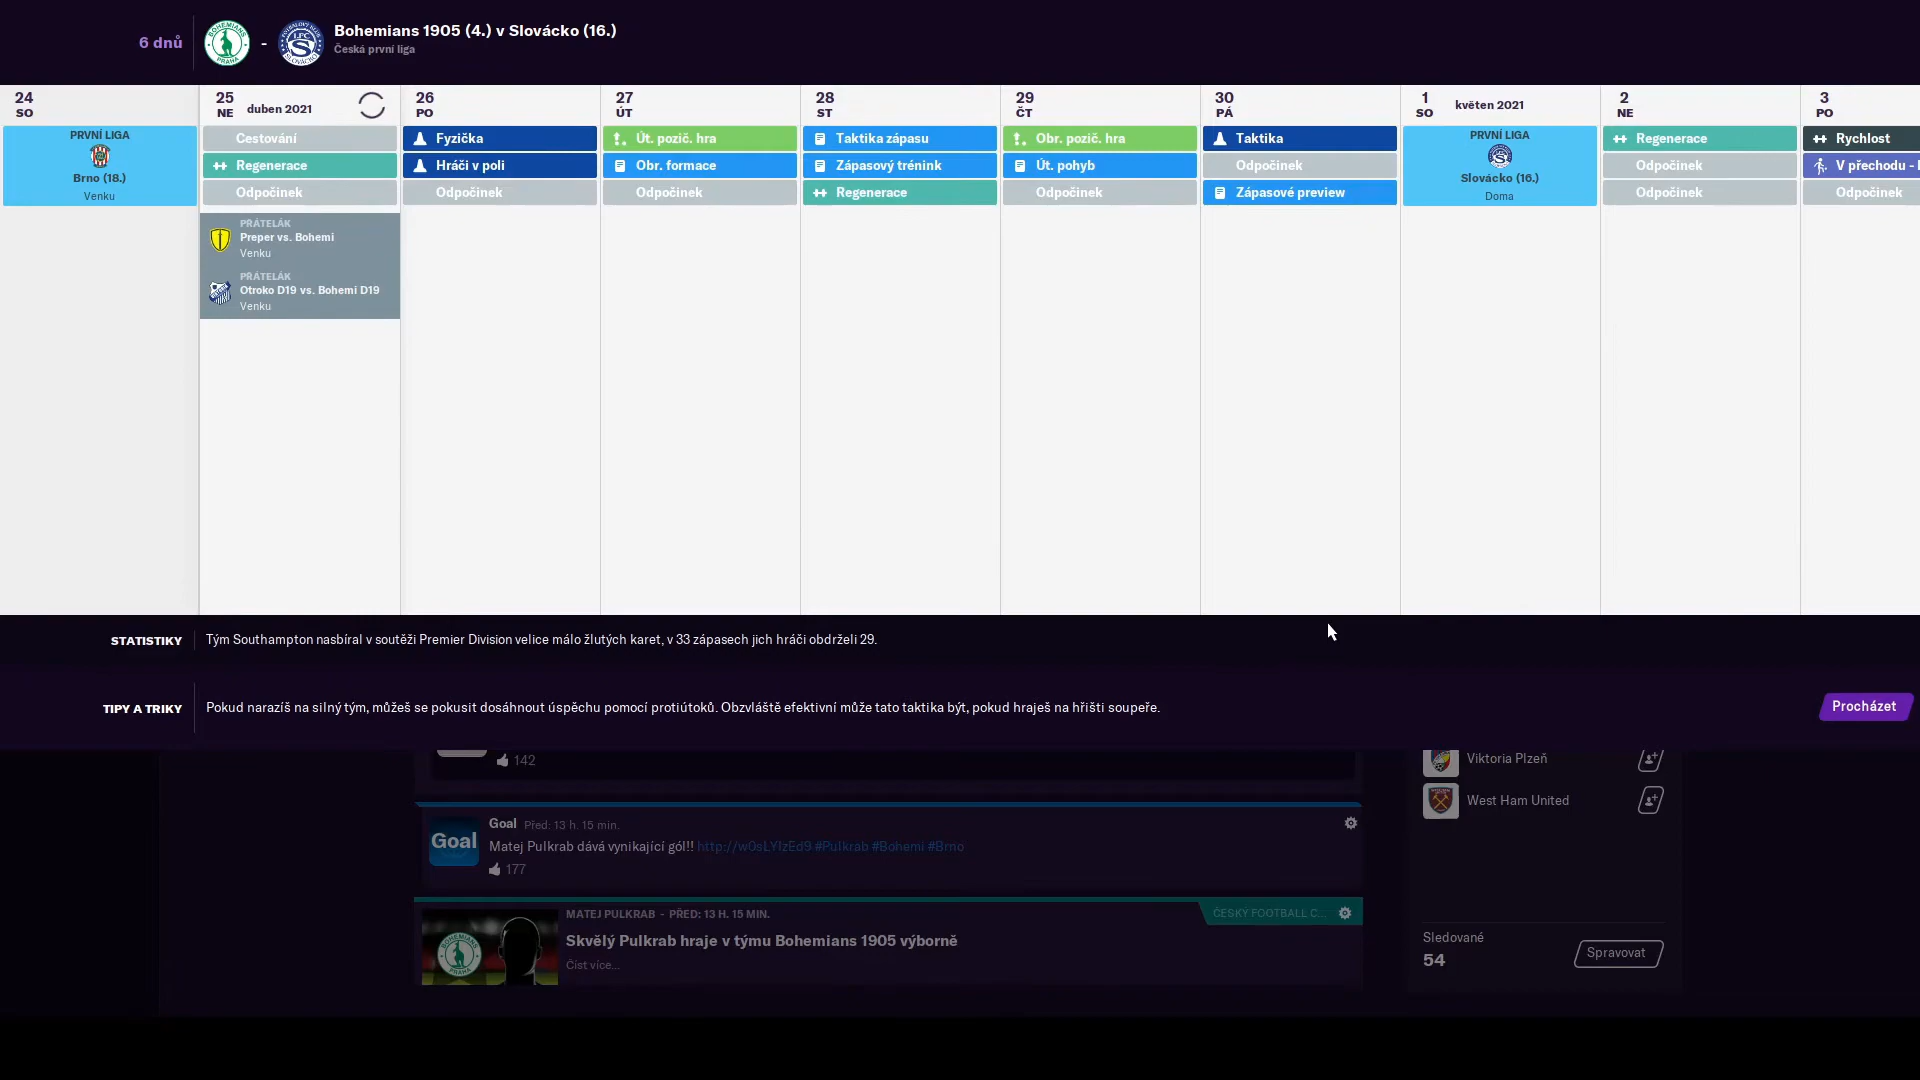 6 dnů
Bohemians 1905 (4.) v Slovácko (16.)
Česká první liga
24
SO
PRVNÍ LIGA
Brno (18.)
Venku
25
NE
duben 2021
Cestování
Regenerace
Odpočinek
PŘÁTELÁK
Preper vs. Bohemi
Venku
PŘÁTELÁK
Otroko D19 vs. Bohemi D19
Venku
26
PO
Fyzička
Hráči v poli
Odpočinek
27
ÚT
Út. pozič. hra
Obr. formace
Odpočinek
28
ST
Taktika zápasu
Zápasový trénink
Regenerace
29
ČT
Obr. pozič. hra
Út. pohyb
Odpočinek
30
PÁ
Taktika
Odpočinek
Zápasové preview
1
SO
květen 2021
PRVNÍ LIGA
Slovácko (16.)
Doma
2
NE
Regenerace
Odpočinek
Odpočinek
3
PO
Rychlost
V přechodu -
Odpočinek
STATISTIKY
Tým Southampton nasbíral v soutěži Premier Division velice málo žlutých karet, v 33 zápasech jich hráči obdrželi 29.
TIPY A TRIKY
Pokud narazíš na silný tým, můžeš se pokusit dosáhnout úspěchu pomocí protiútoků. Obzvláště efektivní může tato taktika být, pokud hraješ na hřišti soupeře.
Procházet
142
Goal
Goal Před: 13 h. 15 min.
Matej Pulkrab dává vynikající gól!! http://w0sLYIzEd9 #Pulkrab #Bohemi #Brno
177
MATEJ PULKRAB - PŘED: 13 H. 15 MIN.
ČESKÝ FOOTBALL C...
Skvělý Pulkrab hraje v týmu Bohemians 1905 výborně
Číst více...
Viktoria Plzeň
West Ham United
Sledované
54
Spravovat